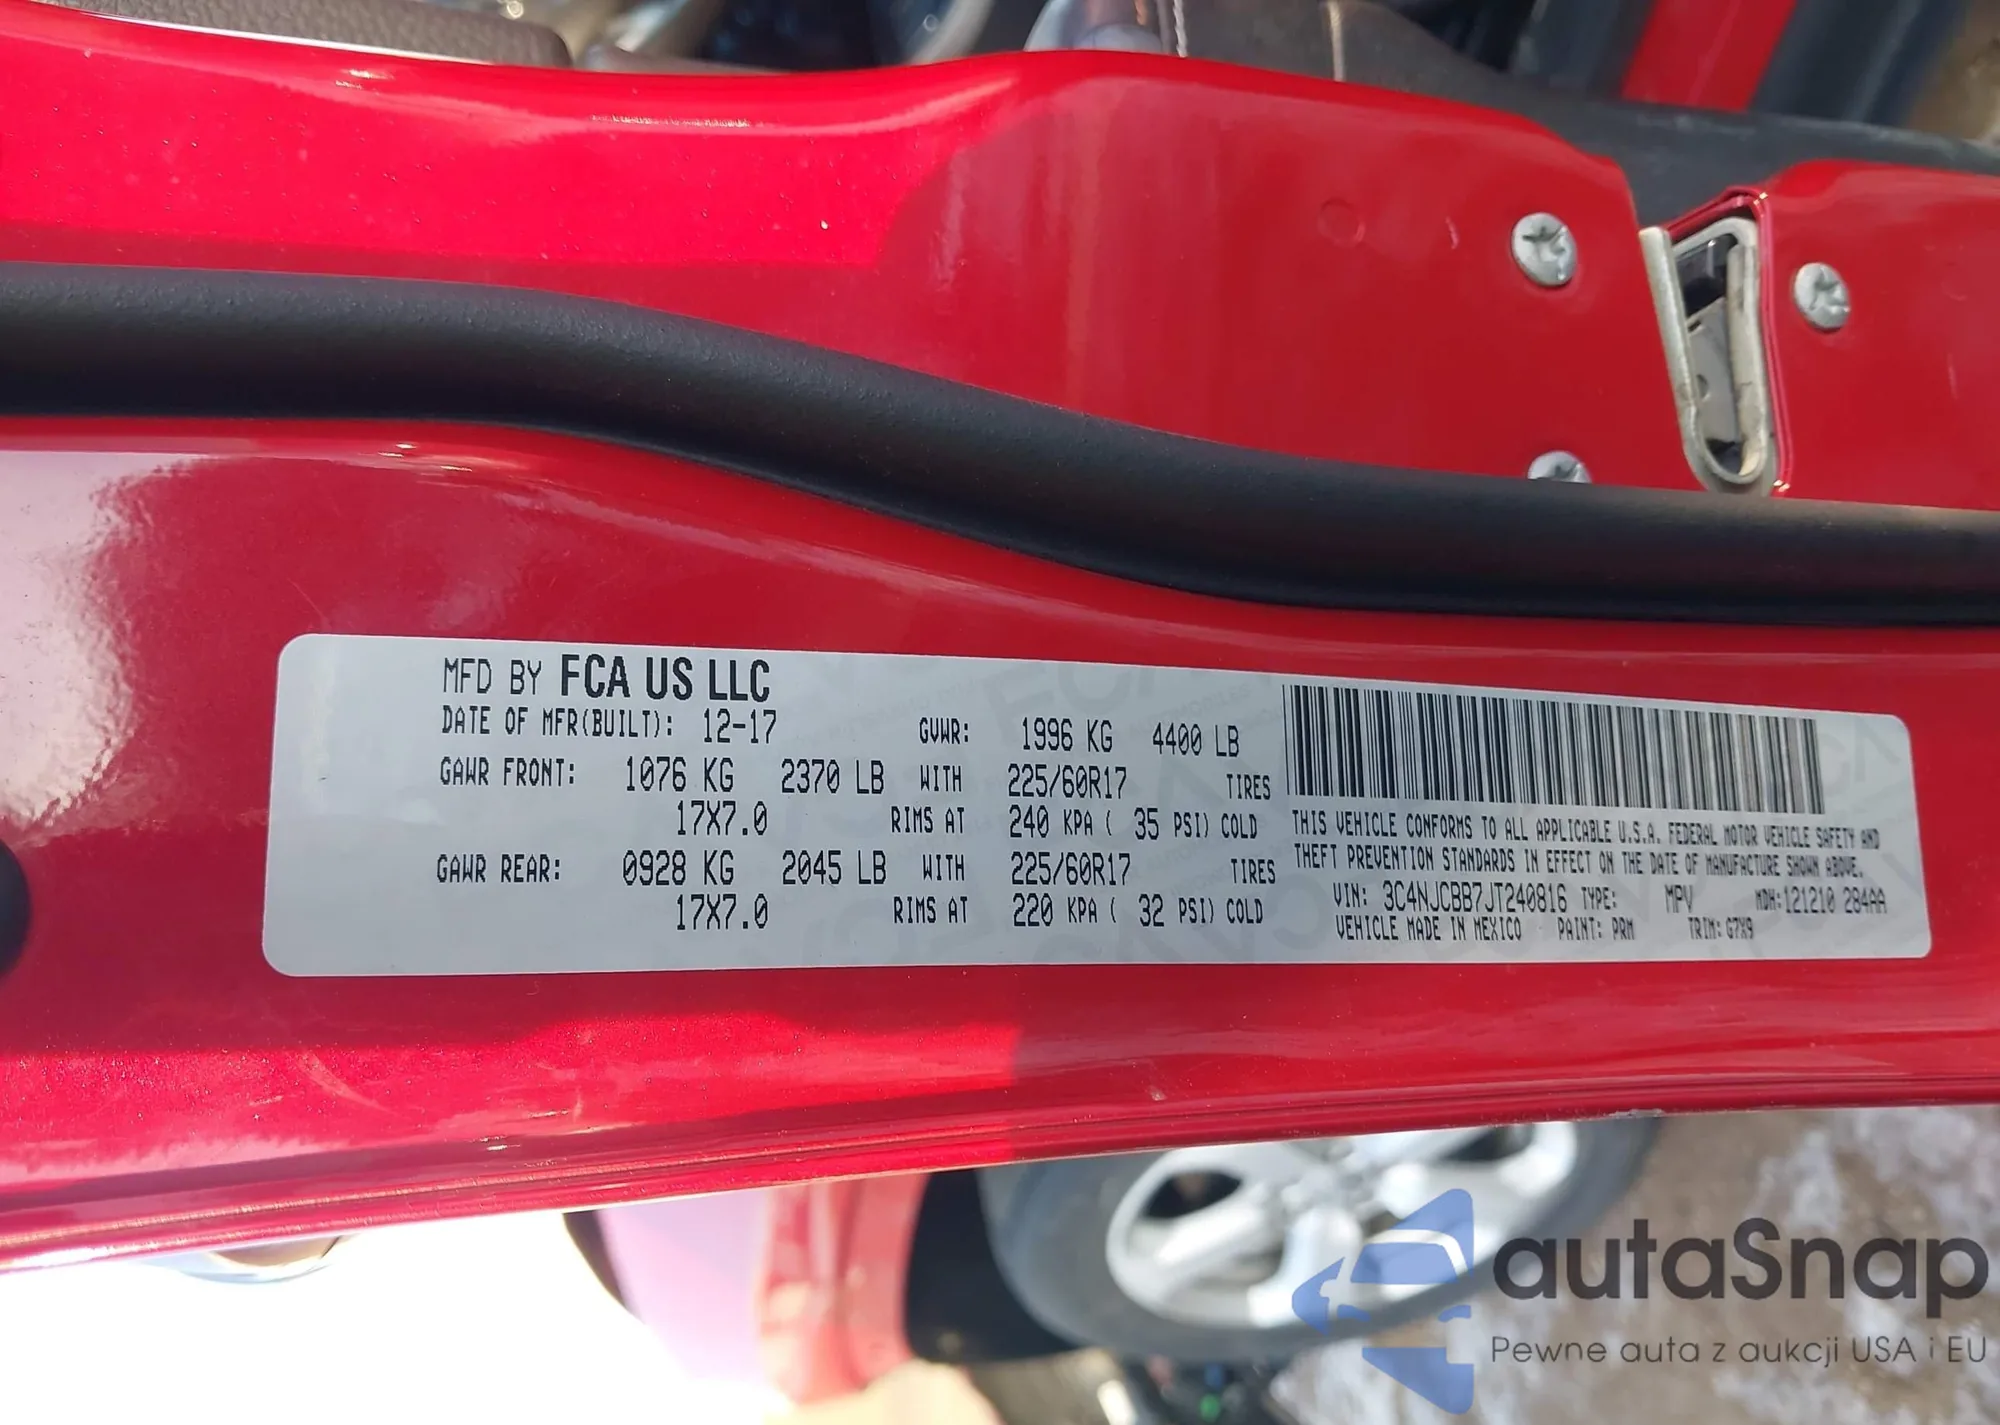 MFD BY FCA US LLC
DATE OF MFR(BUILT): 12-17 GVWR: 1996 KG 4400 LB
GAWR FRONT: 1076 KG 2370 LB WITH 225/60R17 TIRES
17X7.0 RIMS AT 240 KPA ( 35 PSI) COLD
GAWR REAR: 0928 KG 2045 LB WITH 225/60R17 TIRES
17X7.0 RIMS AT 220 KPA ( 32 PSI) COLD
THIS VEHICLE CONFORMS TO ALL APPLICABLE U.S.A. FEDERAL MOTOR VEHICLE SAFETY AND
THEFT PREVENTION STANDARDS IN EFFECT ON THE DATE OF MANUFACTURE SHOWN ABOVE.
VIN: 3C4NJCBB7JT240816 TYPE: MPV MDH:121210 284AA
VEHICLE MADE IN MEXICO PAINT: PRM TRIM: G7X9
autaSnap
Pewne auta z aukcji USA i EU